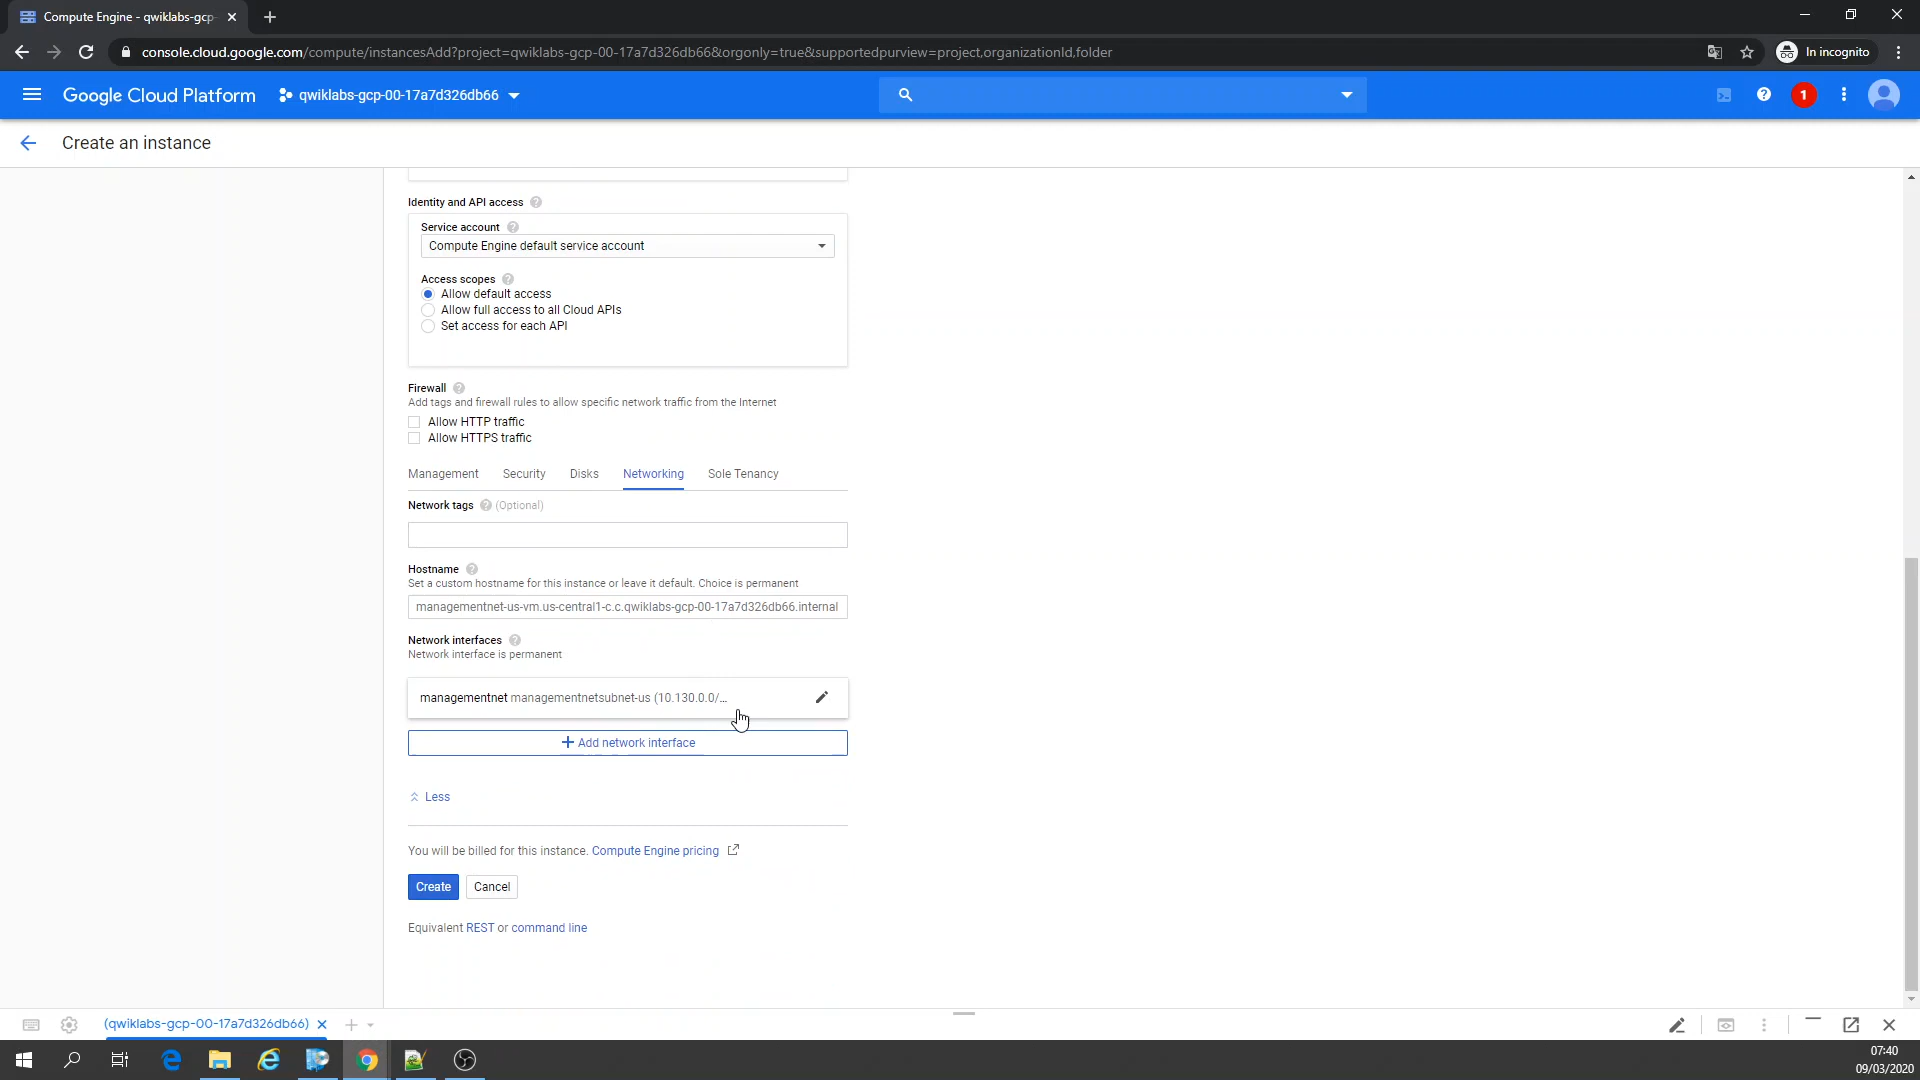 Compute Engine - qwiklabs-gcp-
console.cloud.google.com/compute/instancesAdd?project=qwiklabs-gcp-00-17a7d326db66&orgonly=true&supportedpurview=project,organizationId,folder
In incognito
Google Cloud Platform
qwiklabs-gcp-00-17a7d326db66
1
Create an instance
Identity and API access
Service account
Compute Engine default service account
Access scopes
Allow default access
Allow full access to all Cloud APIs
Set access for each API
Firewall
Add tags and firewall rules to allow specific network traffic from the Internet
Allow HTTP traffic
Allow HTTPS traffic
Management Security Disks Networking Sole Tenancy
Network tags (Optional)
Hostname
Set a custom hostname for this instance or leave it default. Choice is permanent
managementnet-us-vm.us-central1-c.c.qwiklabs-gcp-00-17a7d326db66.internal
Network interfaces
Network interface is permanent
managementnet managementnetsubnet-us (10.130.0.0/...
+ Add network interface
Less
You will be billed for this instance. Compute Engine pricing
Create Cancel
Equivalent REST or command line
(qwiklabs-gcp-00-17a7d326db66)
07:40
09/03/2020